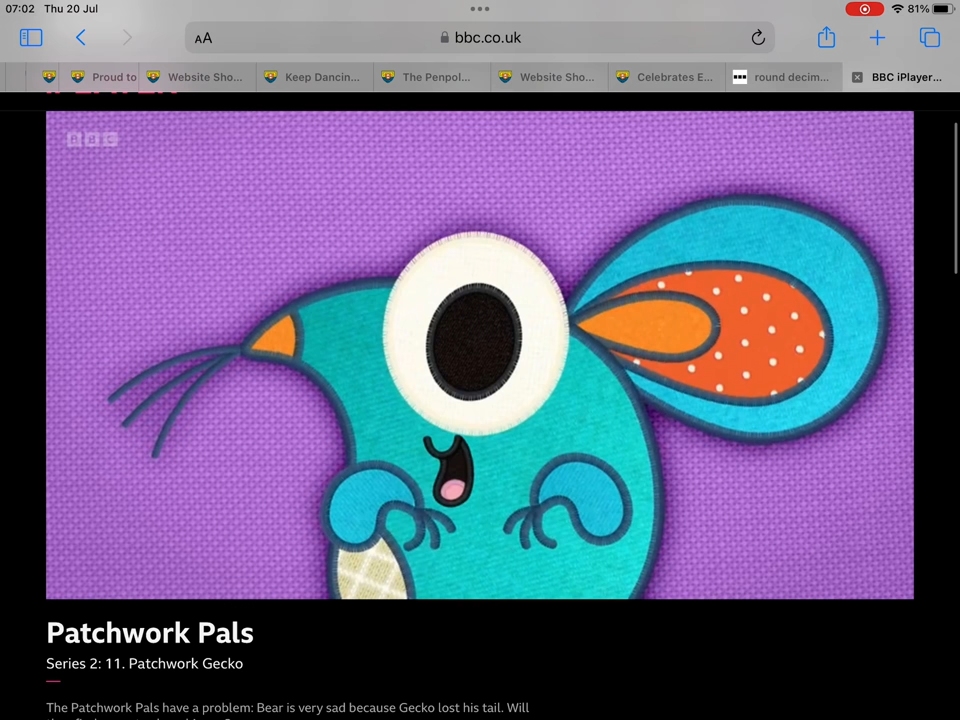 07:02 Thu 20 Jul
81%
AA
bbc.co.uk
Proud to
Website Sho...
Keep Dancin...
The Penpol...
Website Sho...
Celebrates E...
round decim...
BBC iPlayer...
BBC
Patchwork Pals
Series 2: 11. Patchwork Gecko
The Patchwork Pals have a problem: Bear is very sad because Gecko lost his tail. Will